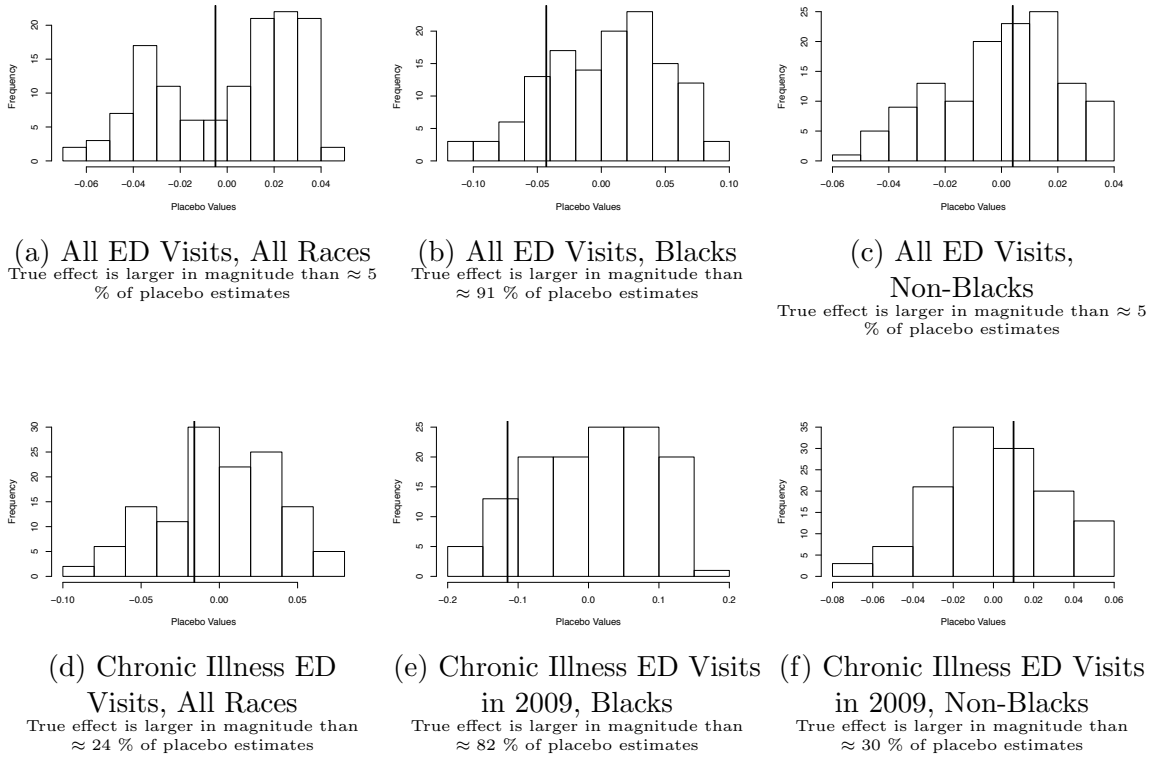 Frequency
0
5
10
15
20
−0.06
−0.04
−0.02
0.00
0.02
0.04
Placebo Values
(a) All ED Visits, All Races
True effect is larger in magnitude than ≈ 5
% of placebo estimates
Frequency
0
5
10
15
20
−0.10
−0.05
0.00
0.05
0.10
Placebo Values
(b) All ED Visits, Blacks
True effect is larger in magnitude than
≈ 91 % of placebo estimates
Frequency
0
5
10
15
20
25
−0.06
−0.04
−0.02
0.00
0.02
0.04
Placebo Values
(c) All ED Visits,
Non-Blacks
True effect is larger in magnitude than ≈ 5
% of placebo estimates
Frequency
0
5
10
15
20
25
30
−0.10
−0.05
0.00
0.05
Placebo Values
(d) Chronic Illness ED
Visits, All Races
True effect is larger in magnitude than
≈ 24 % of placebo estimates
Frequency
0
5
10
15
20
25
−0.2
−0.1
0.0
0.1
0.2
Placebo Values
(e) Chronic Illness ED Visits
in 2009, Blacks
True effect is larger in magnitude than
≈ 82 % of placebo estimates
Frequency
0
5
10
15
20
25
30
35
−0.08
−0.06
−0.04
−0.02
0.00
0.02
0.04
0.06
Placebo Values
(f) Chronic Illness ED Visits
in 2009, Non-Blacks
True effect is larger in magnitude than
≈ 30 % of placebo estimates